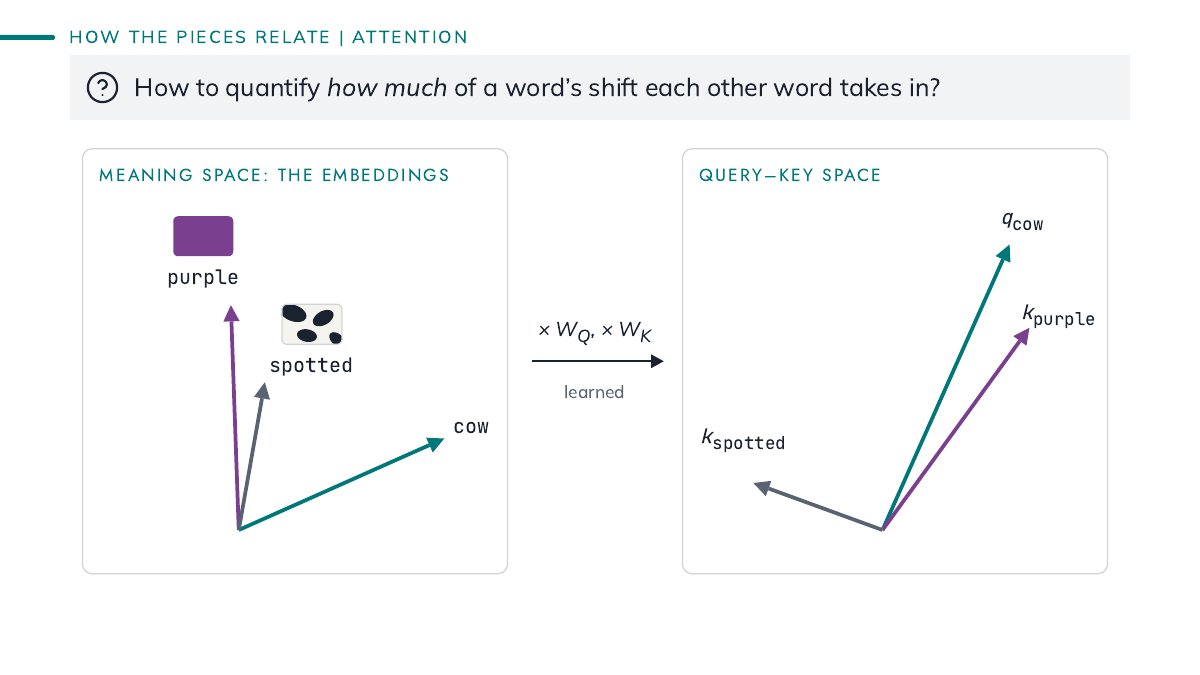 HOW THE PIECES RELATE | ATTENTION
? How to quantify how much of a word’s shift each other word takes in?
MEANING SPACE: THE EMBEDDINGS
purple
spotted
cow
× W_Q, × W_K
learned
QUERY–KEY SPACE
q_cow
k_purple
k_spotted